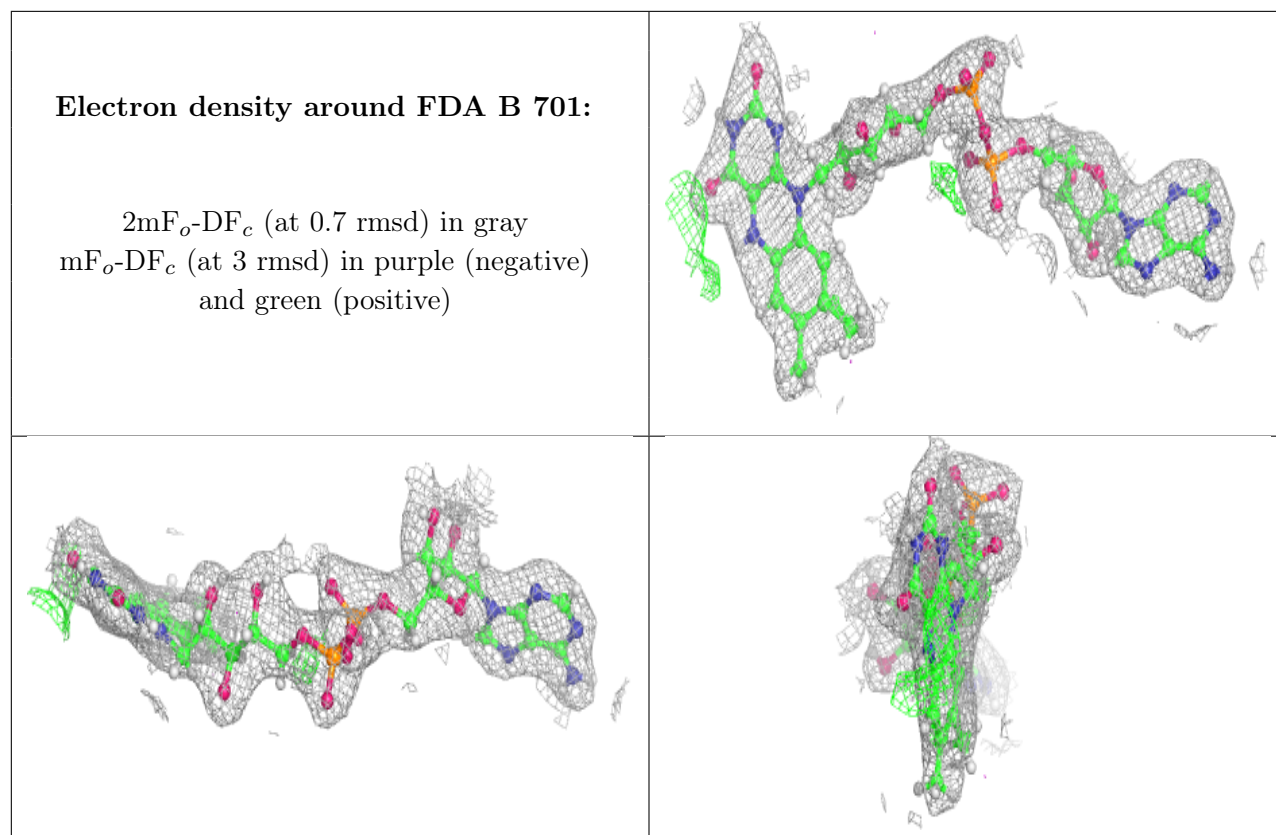 Electron density around FDA B 701:
2mFₒ-DF𝒸 (at 0.7 rmsd) in gray
mFₒ-DF𝒸 (at 3 rmsd) in purple (negative)
and green (positive)